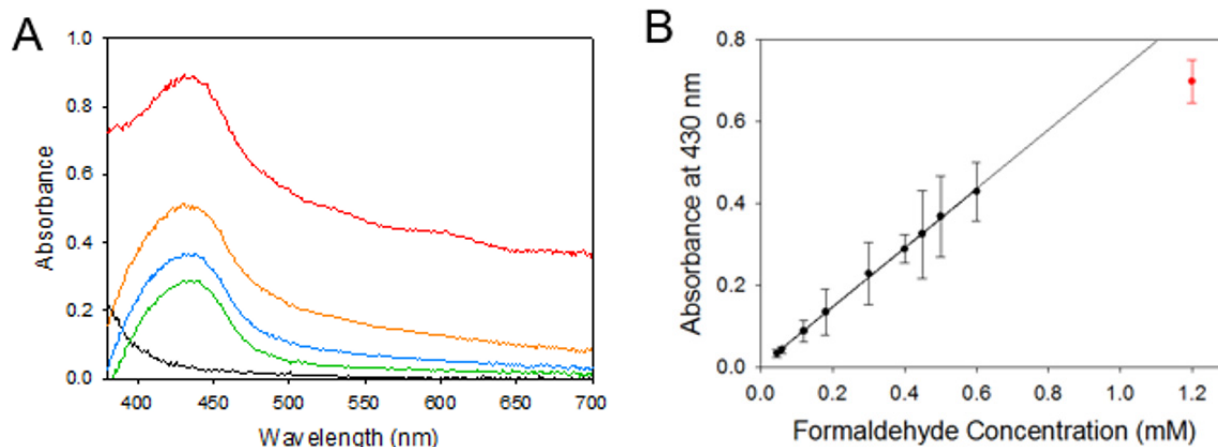 A
1.0
0.8
0.6
0.4
0.2
0.0
Absorbance
400 450 500 550 600 650 700
Wavelength (nm)
B
0.8
0.6
0.4
0.2
0.0
Absorbance at 430 nm
0.0 0.2 0.4 0.6 0.8 1.0 1.2
Formaldehyde Concentration (mM)